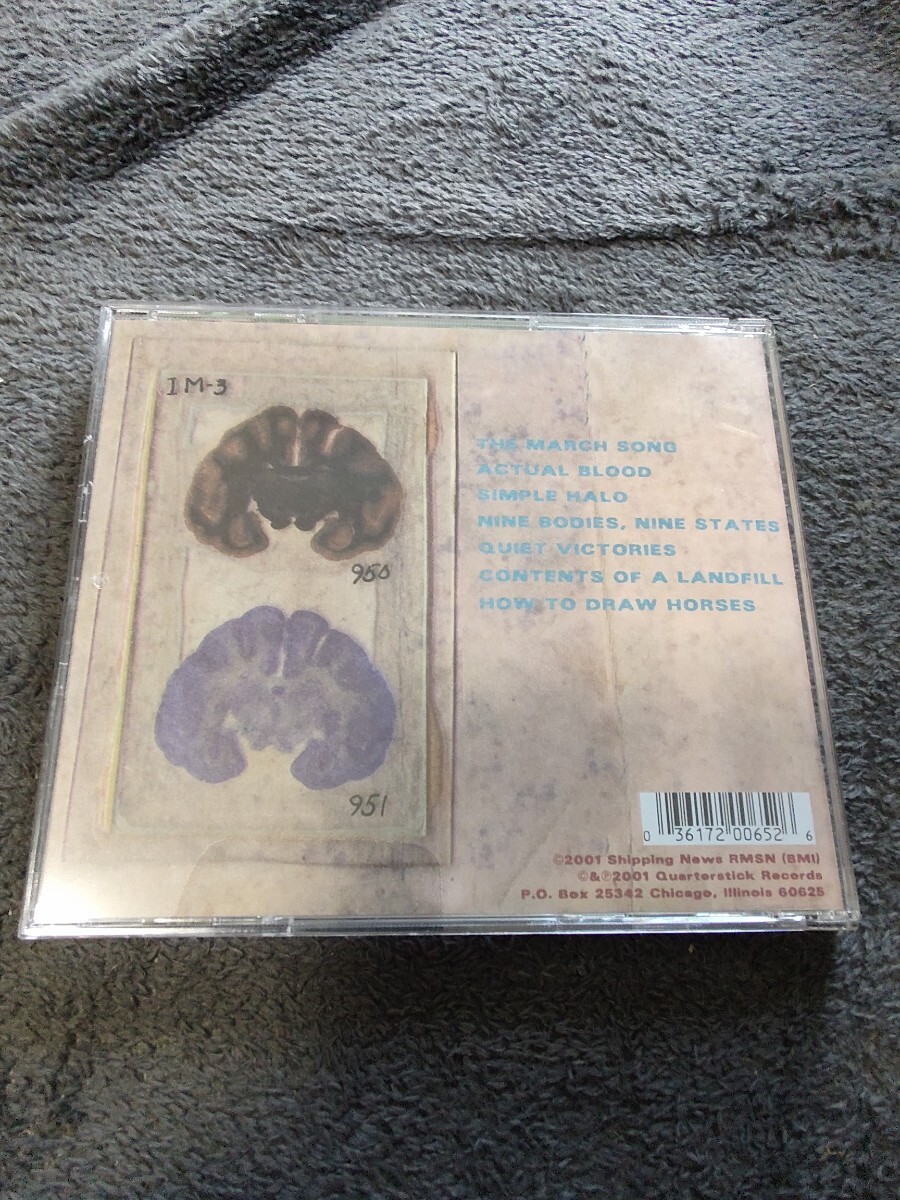 IM-3
950
951
THE MARCH SONG
ACTUAL BLOOD
SIMPLE HALO
NINE BODIES, NINE STATES
QUIET VICTORIES
CONTENTS OF A LANDFILL
HOW TO DRAW HORSES
0 36172 00652 6
©2001 Shipping News RMSN (BMI)
©&℗2001 Quarterstick Records
P.O. Box 25342 Chicago, Illinois 60625